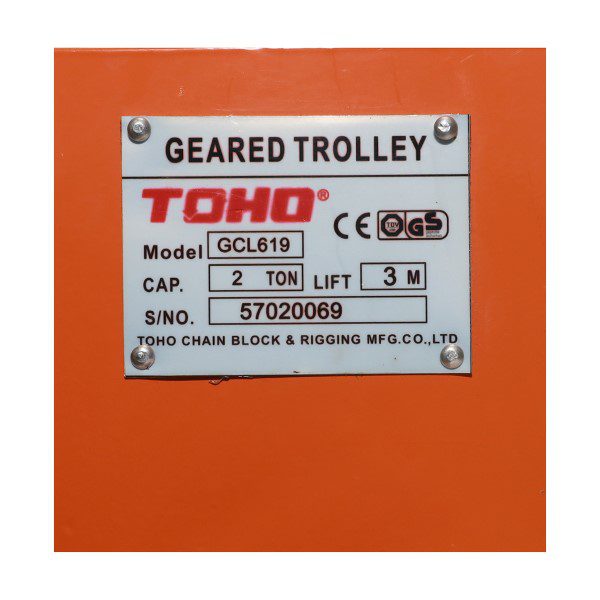 GEARED TROLLEY
TOHO®
CE TÜV GS
Model GCL619
CAP. 2 TON LIFT 3 M
S/NO. 57020069
TOHO CHAIN BLOCK & RIGGING MFG.CO.,LTD